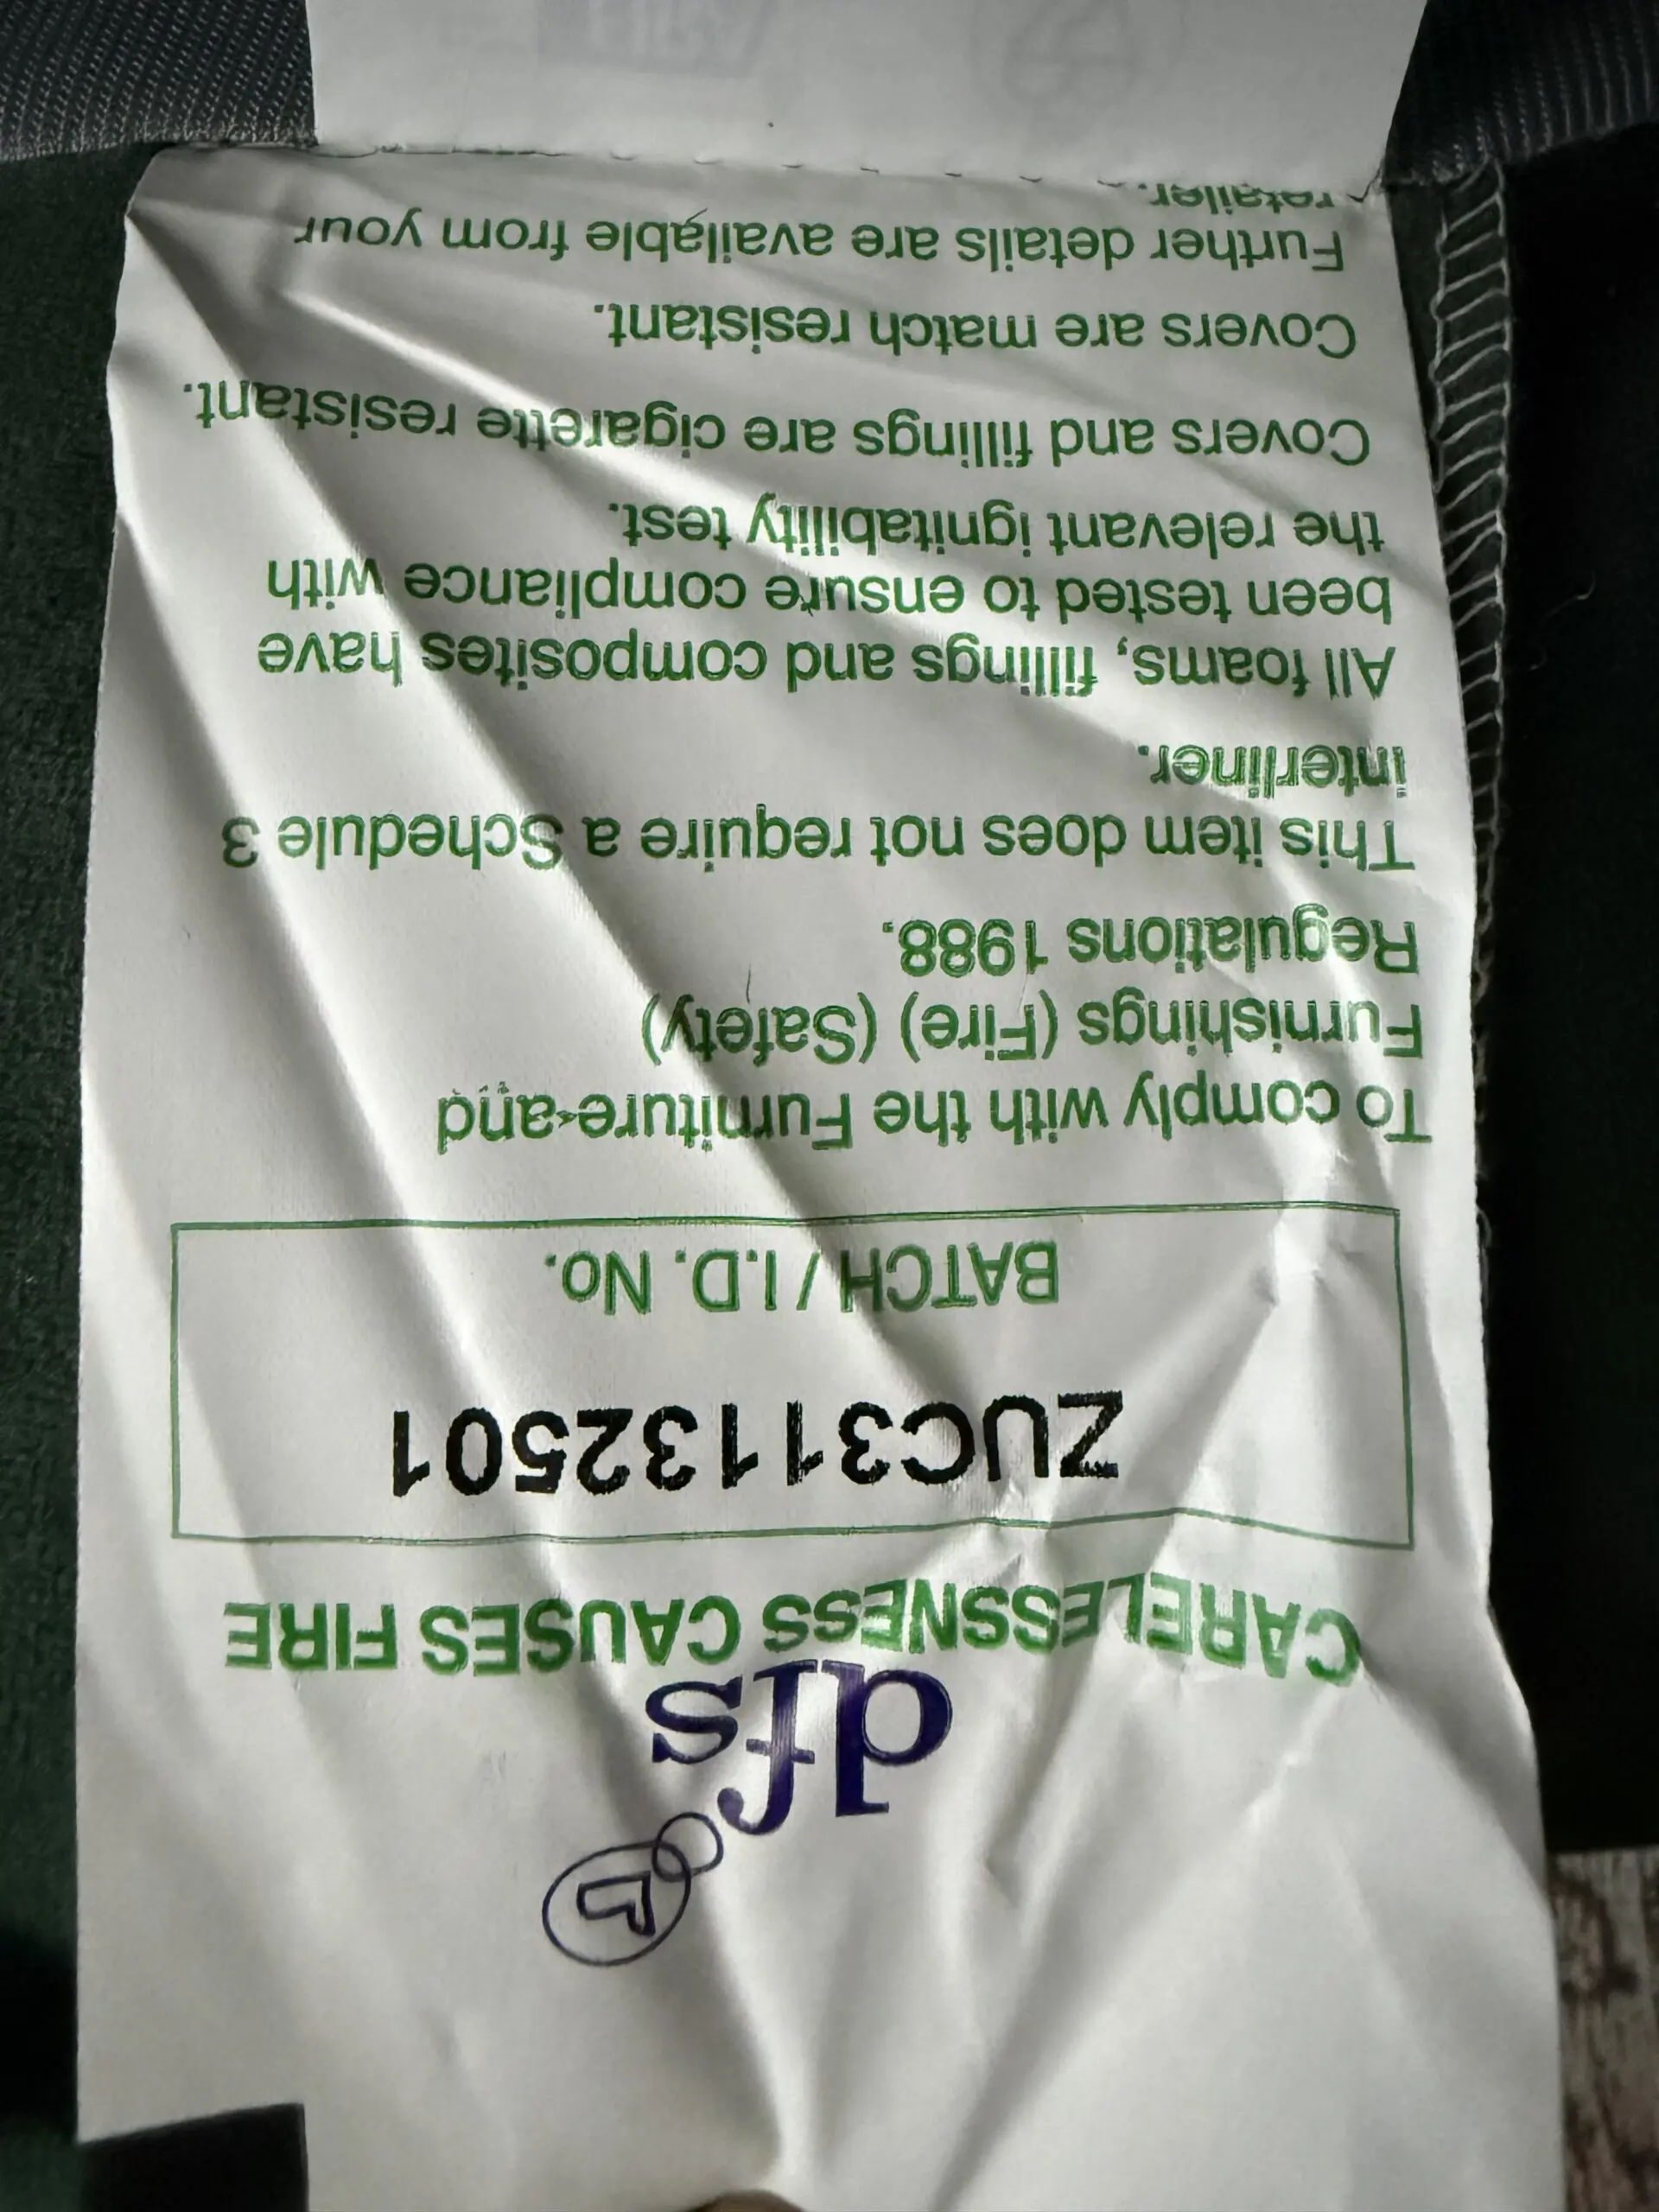 dfs
CARELESSNESS CAUSES FIRE
ZUC31132501
BATCH / I.D. No.
To comply with the Furniture and
Furnishings (Fire) (Safety)
Regulations 1988.
This item does not require a Schedule 3
interliner.
All foams, fillings and composites have
been tested to ensure compliance with
the relevant ignitability test.
Covers and fillings are cigarette resistant.
Covers are match resistant.
Further details are available from your
retailer.